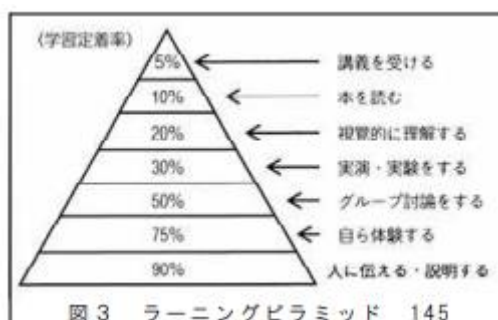 （学習定着率）
5% 講義を受ける
10% 本を読む
20% 視覚的に理解する
30% 実演・実験をする
50% グループ討論をする
75% 自ら体験する
90% 人に伝える・説明する
図３ ラーニングピラミッド 145